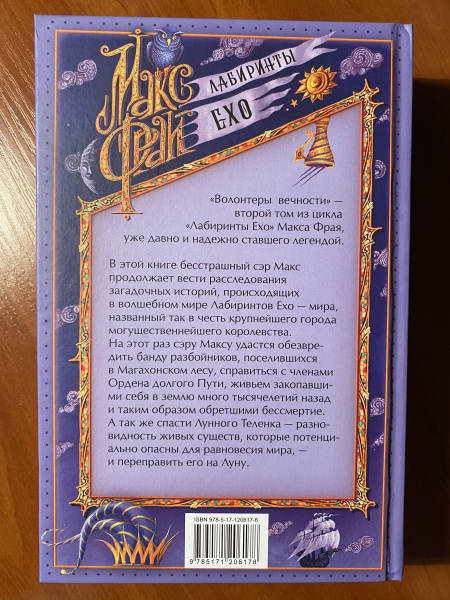 Макс
Фрай
ЛАБИРИНТЫ
ЕХО
«Волонтеры вечности» –
второй том из цикла
«Лабиринты Ехо» Макса Фрая,
уже давно и надежно ставшего легендой.
В этой книге бесстрашный сэр Макс
продолжает вести расследования
загадочных историй, происходящих
в волшебном мире Лабиринтов Ехо – мира,
названный так в честь крупнейшего города
могущественнейшего королевства.
На этот раз сэру Максу удастся обезвре-
дить банду разбойников, поселившихся
в Магахонском лесу, справиться с членами
Ордена долгого Пути, живьем закопавши-
ми себя в землю много тысячелетий назад
и таким образом обретшими бессмертие.
А так же спасти Лунного Теленка – разно-
видность живых существ, которые потенци-
ально опасны для равновесия мира, –
и переправить его на Луну.
ISBN 978-5-17-120617-8
9 785171 206178